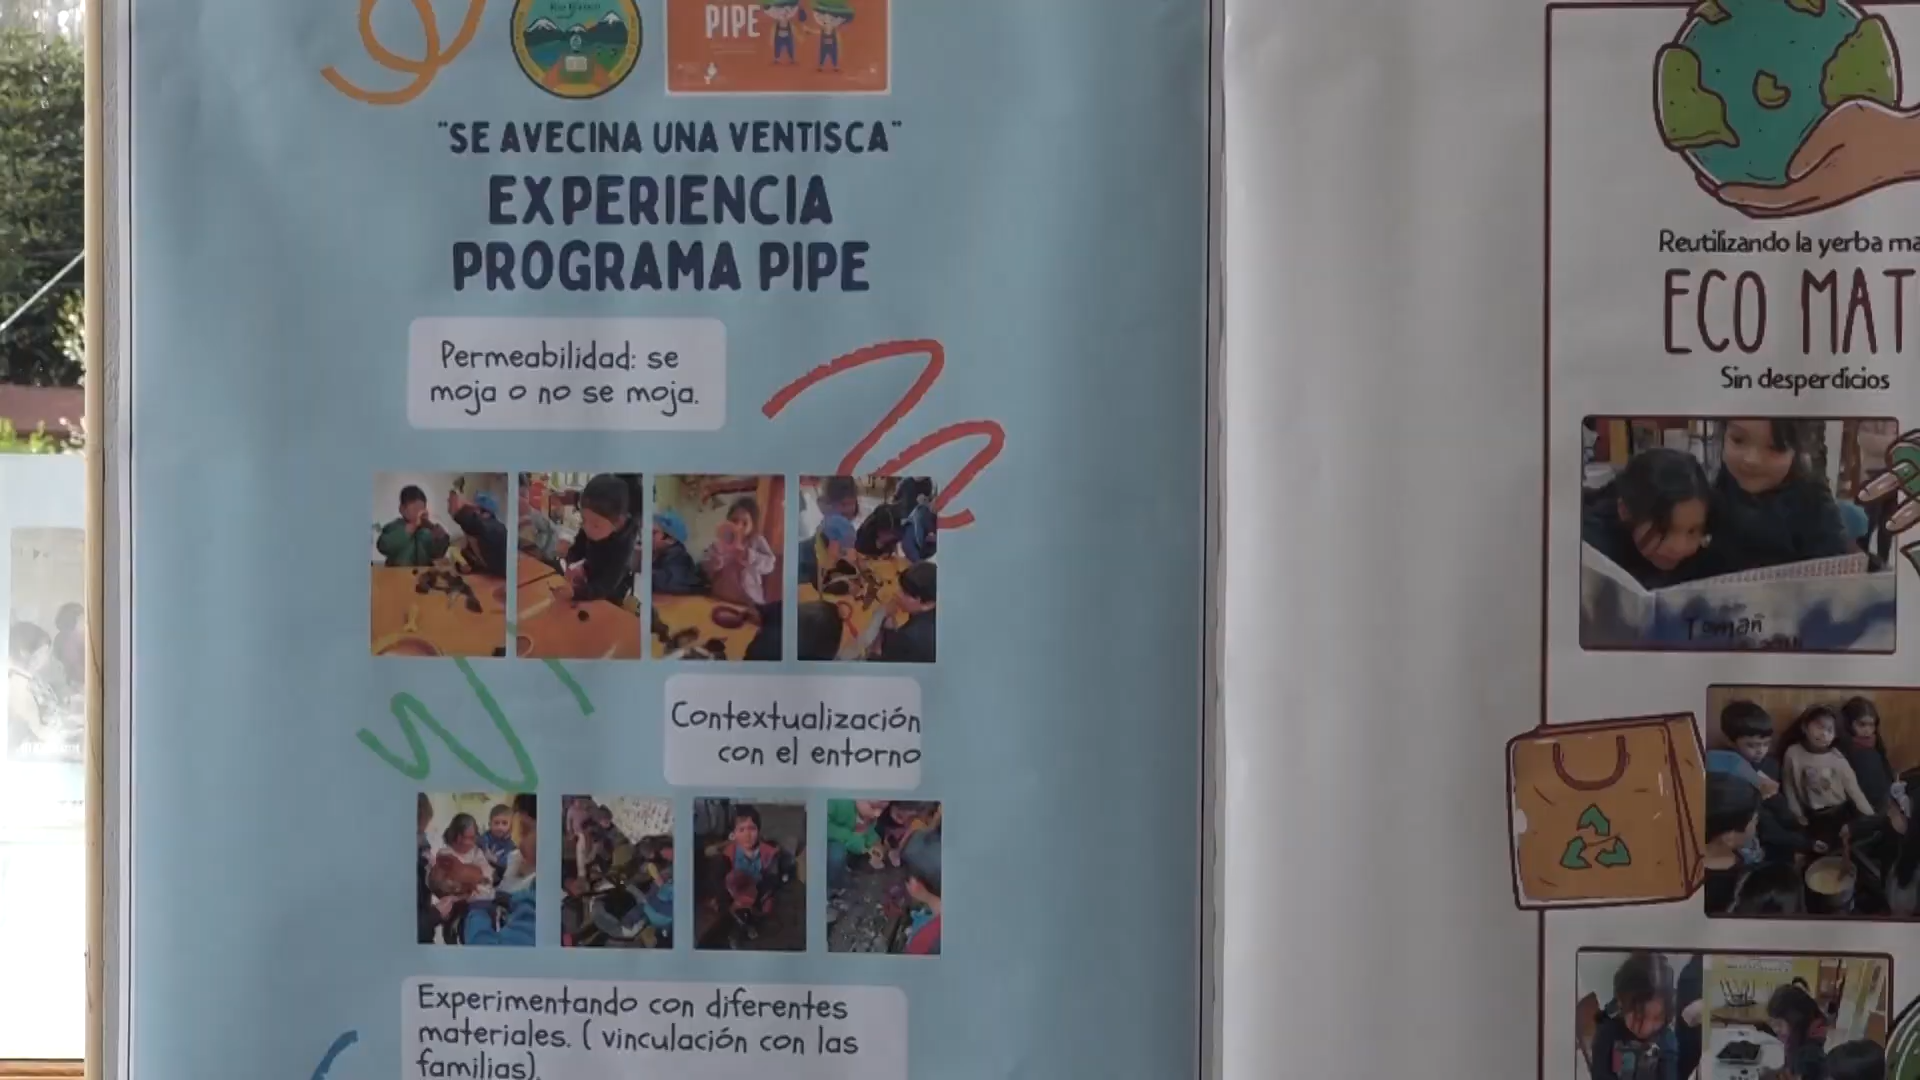 PIPE
"SE AVECINA UNA VENTISCA"
EXPERIENCIA
PROGRAMA PIPE
Permeabilidad: se
moja o no se moja.
Contextualización
con el entorno
Experimentando con diferentes
materiales. ( vinculación con las
familias).
Reutilizando la yerba ma
ECO MAT
Sin desperdicios